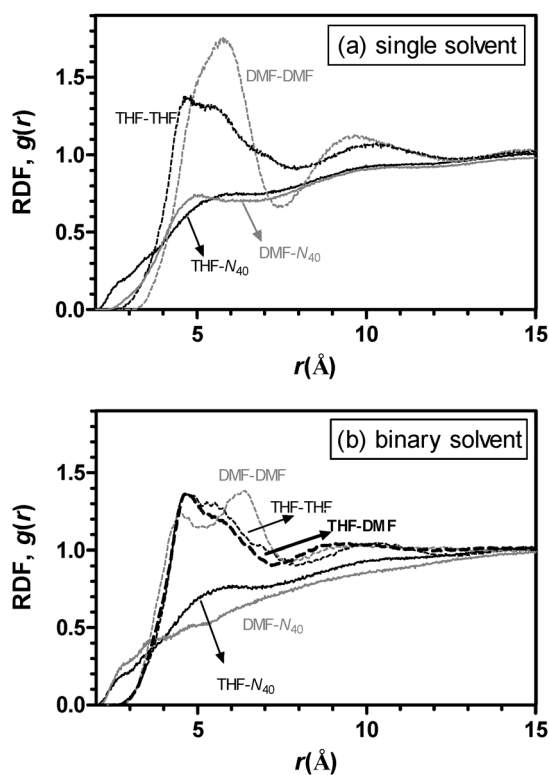 (a) single solvent
DMF-DMF
THF-THF
DMF-N40
THF-N40
RDF, g(r)
0.0
0.5
1.0
1.5
5
10
15
r(Å)
(b) binary solvent
DMF-DMF
THF-THF
THF-DMF
DMF-N40
THF-N40
RDF, g(r)
0.0
0.5
1.0
1.5
5
10
15
r(Å)